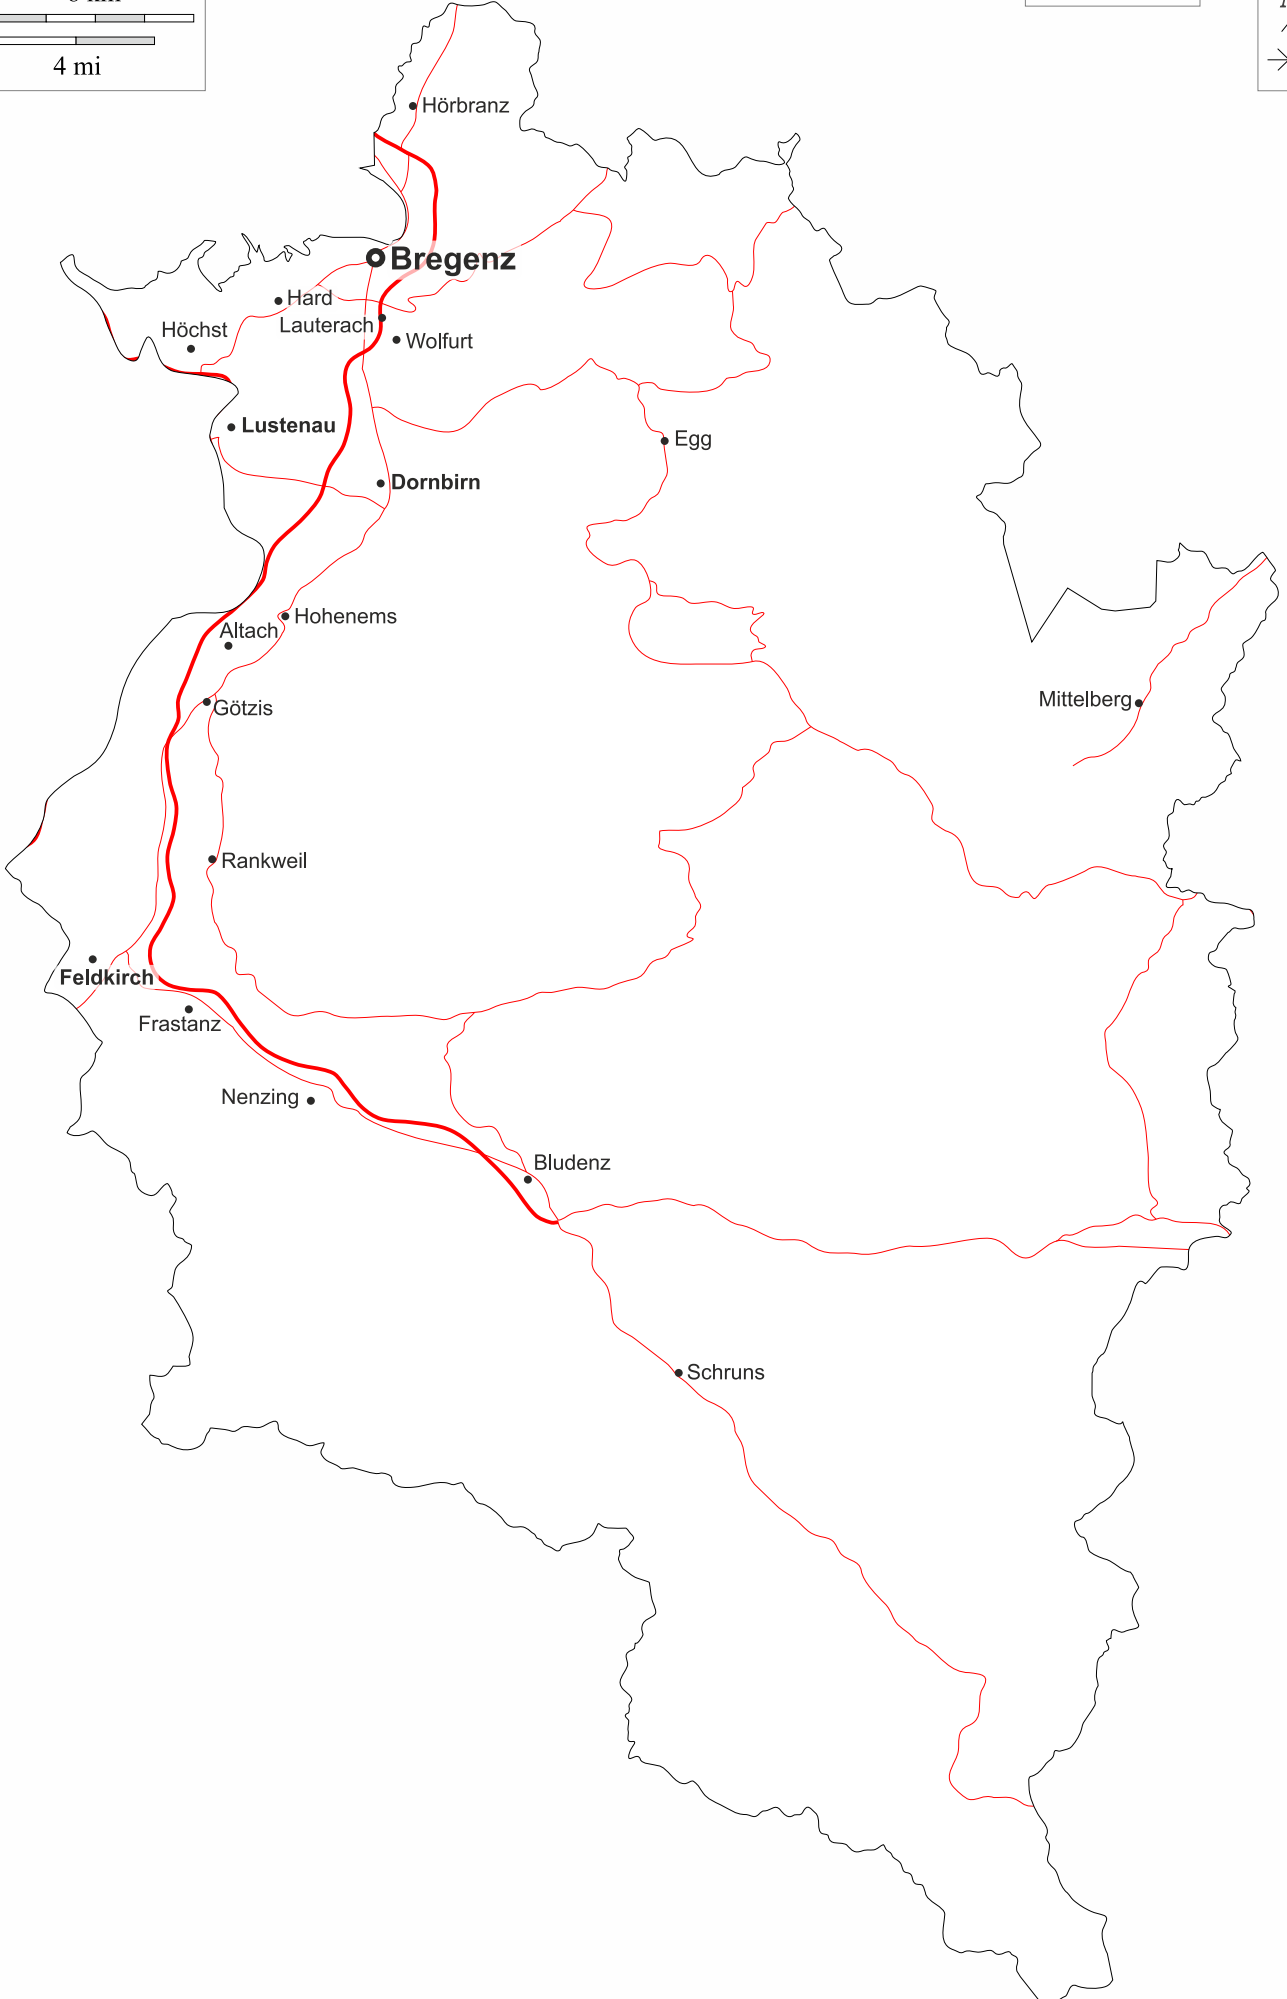 4 mi
Hörbranz
Bregenz
Hard
Lauterach
Höchst
Wolfurt
Lustenau
Egg
Dornbirn
Hohenems
Altach
Mittelberg
Götzis
Rankweil
Feldkirch
Frastanz
Nenzing
Bludenz
Schruns